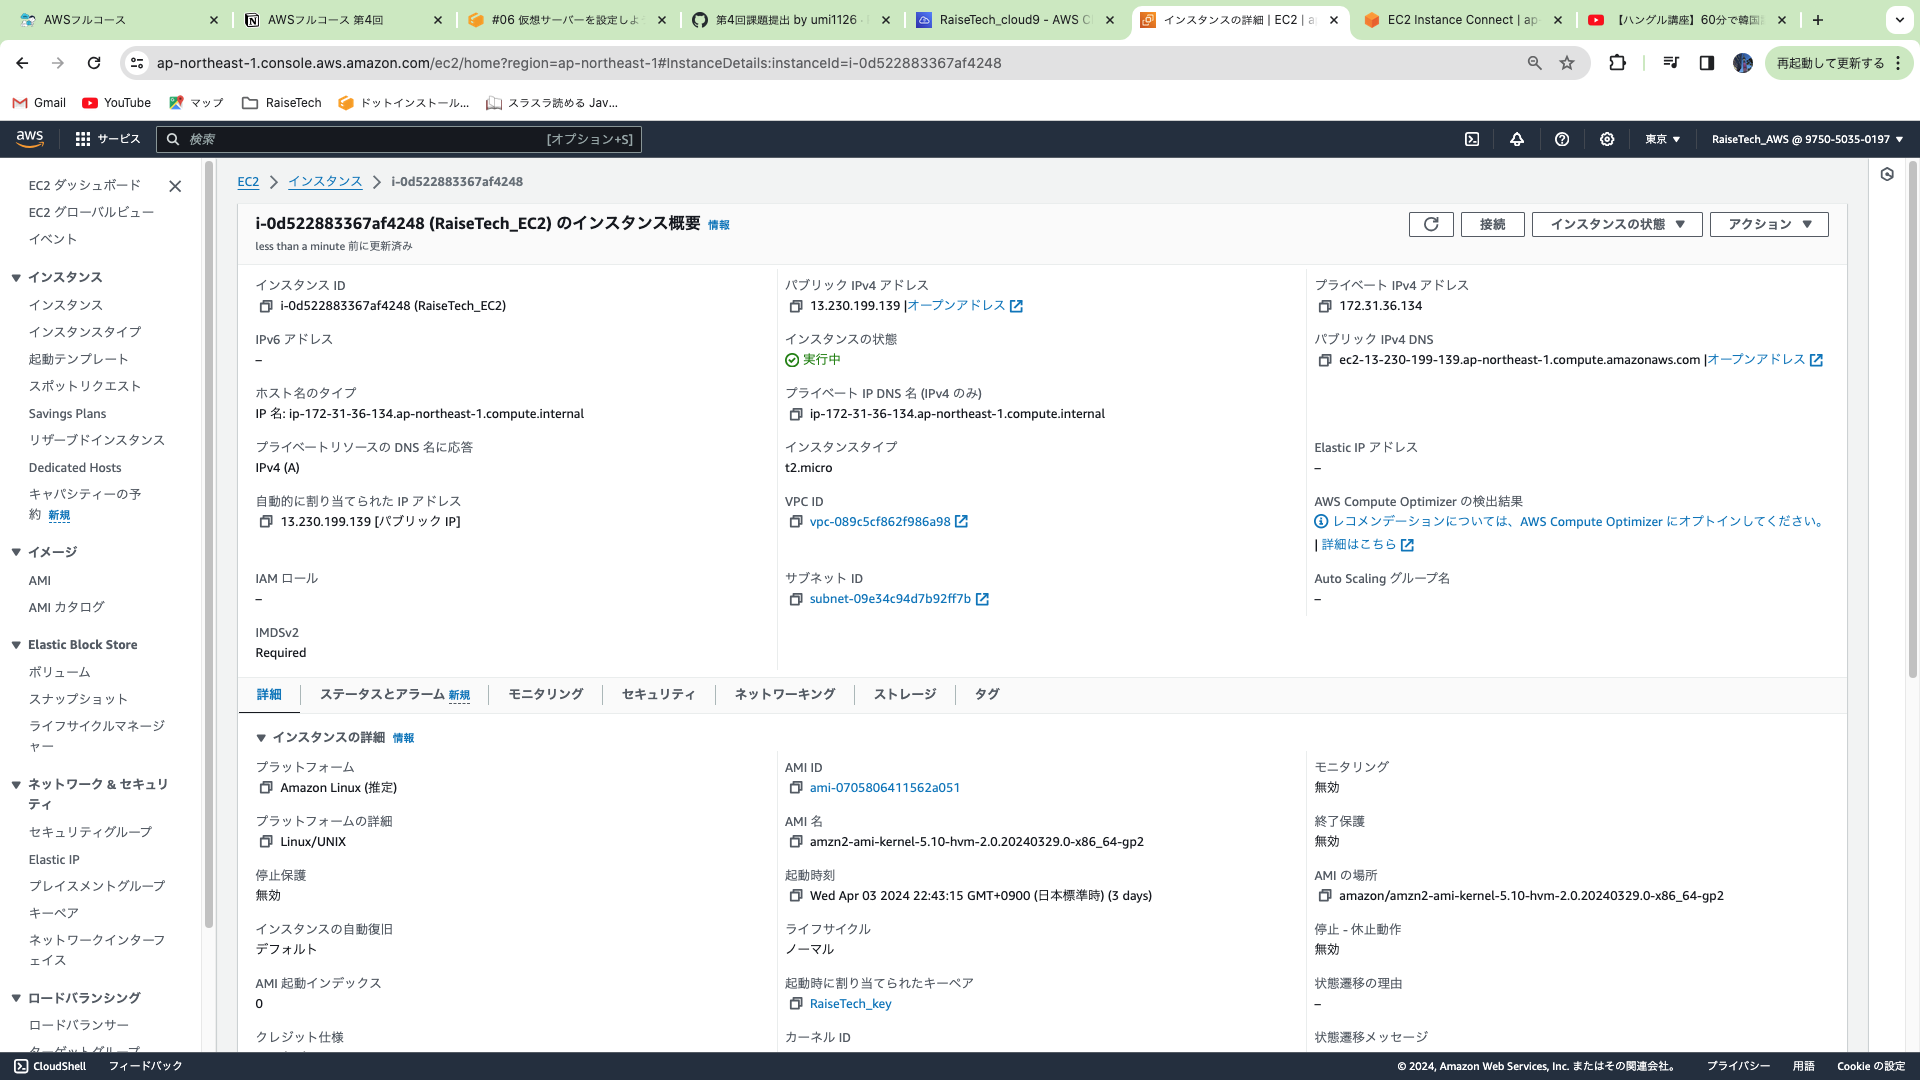 AWSフルコース
AWSフルコース 第4回
#06 仮想サーバーを設定しよう
第4回課題提出 by umi1126
RaiseTech_cloud9 - AWS C
インスタンスの詳細 | EC2 | ap
EC2 Instance Connect | ap-
【ハングル講座】60分で韓国
ap-northeast-1.console.aws.amazon.com/ec2/home?region=ap-northeast-1#InstanceDetails:instanceId=i-0d522883367af4248
再起動して更新する
Gmail
YouTube
マップ
RaiseTech
ドットインストール...
スラスラ読める Jav...
aws
サービス
検索
[オプション+S]
東京
RaiseTech_AWS @ 9750-5035-0197
EC2 ダッシュボード
EC2 グローバルビュー
イベント
インスタンス
インスタンス
インスタンスタイプ
起動テンプレート
スポットリクエスト
Savings Plans
リザーブドインスタンス
Dedicated Hosts
キャパシティーの予
約 新規
イメージ
AMI
AMI カタログ
Elastic Block Store
ボリューム
スナップショット
ライフサイクルマネージ
ャー
ネットワーク & セキュリ
ティ
セキュリティグループ
Elastic IP
プレイスメントグループ
キーペア
ネットワークインターフ
ェイス
ロードバランシング
ロードバランサー
ターゲットグループ
EC2
インスタンス
i-0d522883367af4248
i-0d522883367af4248 (RaiseTech_EC2) のインスタンス概要 情報
less than a minute 前に更新済み
接続
インスタンスの状態
アクション
インスタンス ID
i-0d522883367af4248 (RaiseTech_EC2)
パブリック IPv4 アドレス
13.230.199.139 |オープンアドレス
プライベート IPv4 アドレス
172.31.36.134
IPv6 アドレス
–
インスタンスの状態
実行中
パブリック IPv4 DNS
ec2-13-230-199-139.ap-northeast-1.compute.amazonaws.com |オープンアドレス
ホスト名のタイプ
IP 名: ip-172-31-36-134.ap-northeast-1.compute.internal
プライベート IP DNS 名 (IPv4 のみ)
ip-172-31-36-134.ap-northeast-1.compute.internal
プライベートリソースの DNS 名に応答
IPv4 (A)
インスタンスタイプ
t2.micro
Elastic IP アドレス
–
自動的に割り当てられた IP アドレス
13.230.199.139 [パブリック IP]
VPC ID
vpc-089c5cf862f986a98
AWS Compute Optimizer の検出結果
レコメンデーションについては、AWS Compute Optimizer にオプトインしてください。
| 詳細はこちら
IAM ロール
–
サブネット ID
subnet-09e34c94d7b92ff7b
Auto Scaling グループ名
–
IMDSv2
Required
詳細
ステータスとアラーム 新規
モニタリング
セキュリティ
ネットワーキング
ストレージ
タグ
インスタンスの詳細 情報
プラットフォーム
Amazon Linux (推定)
AMI ID
ami-0705806411562a051
モニタリング
無効
プラットフォームの詳細
Linux/UNIX
AMI 名
amzn2-ami-kernel-5.10-hvm-2.0.20240329.0-x86_64-gp2
終了保護
無効
停止保護
無効
起動時刻
Wed Apr 03 2024 22:43:15 GMT+0900 (日本標準時) (3 days)
AMI の場所
amazon/amzn2-ami-kernel-5.10-hvm-2.0.20240329.0-x86_64-gp2
インスタンスの自動復旧
デフォルト
ライフサイクル
ノーマル
停止 - 休止動作
無効
AMI 起動インデックス
0
起動時に割り当てられたキーペア
RaiseTech_key
状態遷移の理由
–
クレジット仕様
カーネル ID
状態遷移メッセージ
CloudShell
フィードバック
© 2024, Amazon Web Services, Inc. またはその関連会社。
プライバシー
用語
Cookie の設定